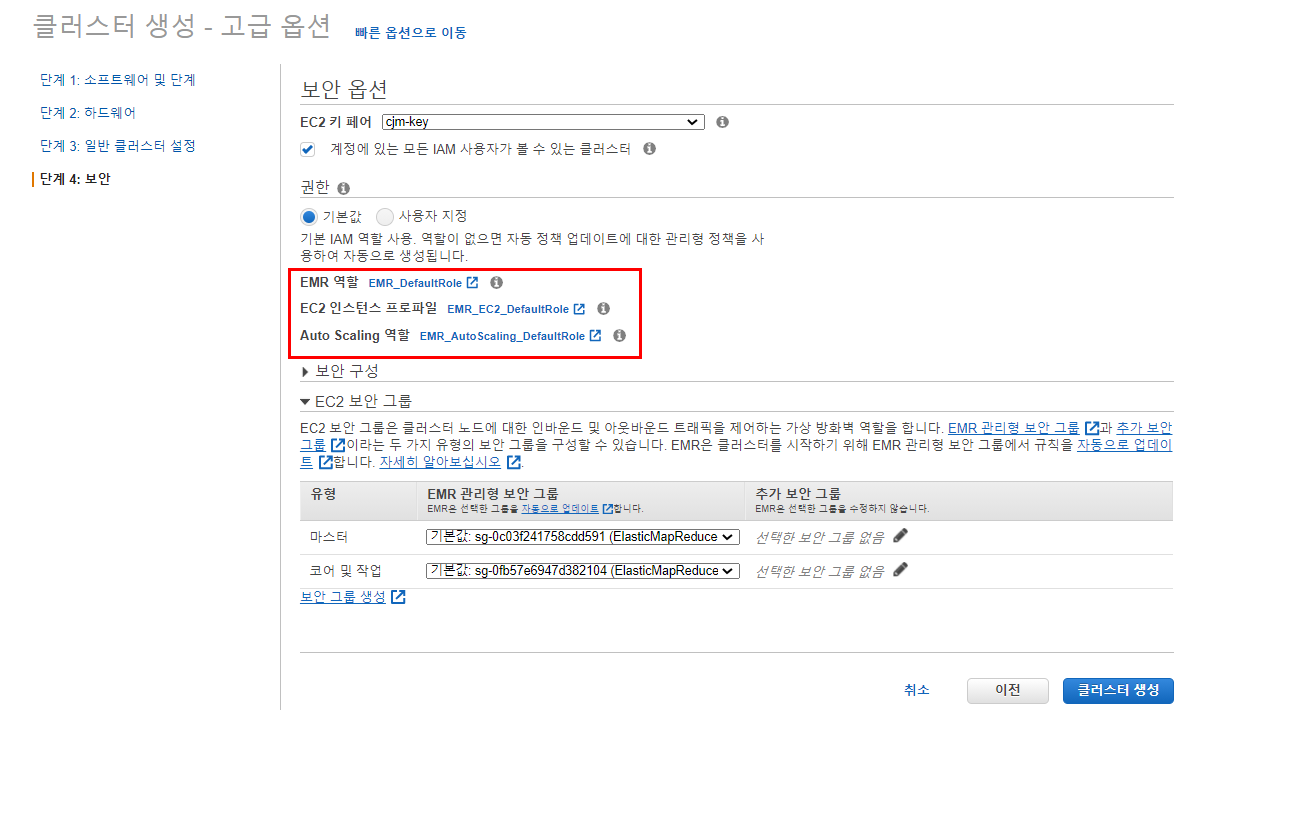 클러스터 생성 - 고급 옵션 빠른 옵션으로 이동
단계 1: 소프트웨어 및 단계
단계 2: 하드웨어
단계 3: 일반 클러스터 설정
단계 4: 보안
보안 옵션
EC2 키 페어 cjm-key
계정에 있는 모든 IAM 사용자가 볼 수 있는 클러스터
권한
기본값 사용자 지정
기본 IAM 역할 사용. 역할이 없으면 자동 정책 업데이트에 대한 관리형 정책을 사
용하여 자동으로 생성됩니다.
EMR 역할 EMR_DefaultRole
EC2 인스턴스 프로파일 EMR_EC2_DefaultRole
Auto Scaling 역할 EMR_AutoScaling_DefaultRole
보안 구성
EC2 보안 그룹
EC2 보안 그룹은 클러스터 노드에 대한 인바운드 및 아웃바운드 트래픽을 제어하는 가상 방화벽 역할을 합니다. EMR 관리형 보안 그룹과 추가 보안
그룹이라는 두 가지 유형의 보안 그룹을 구성할 수 있습니다. EMR은 클러스터를 시작하기 위해 EMR 관리형 보안 그룹에서 규칙을 자동으로 업데이
트합니다. 자세히 알아보십시오.
유형 EMR 관리형 보안 그룹 추가 보안 그룹
EMR은 선택한 그룹을 자동으로 업데이트합니다. EMR은 선택한 그룹을 수정하지 않습니다.
마스터 기본값: sg-0c03f241758cdd591 (ElasticMapReduce 선택한 보안 그룹 없음
코어 및 작업 기본값: sg-0fb57e6947d382104 (ElasticMapReduce 선택한 보안 그룹 없음
보안 그룹 생성
취소 이전 클러스터 생성